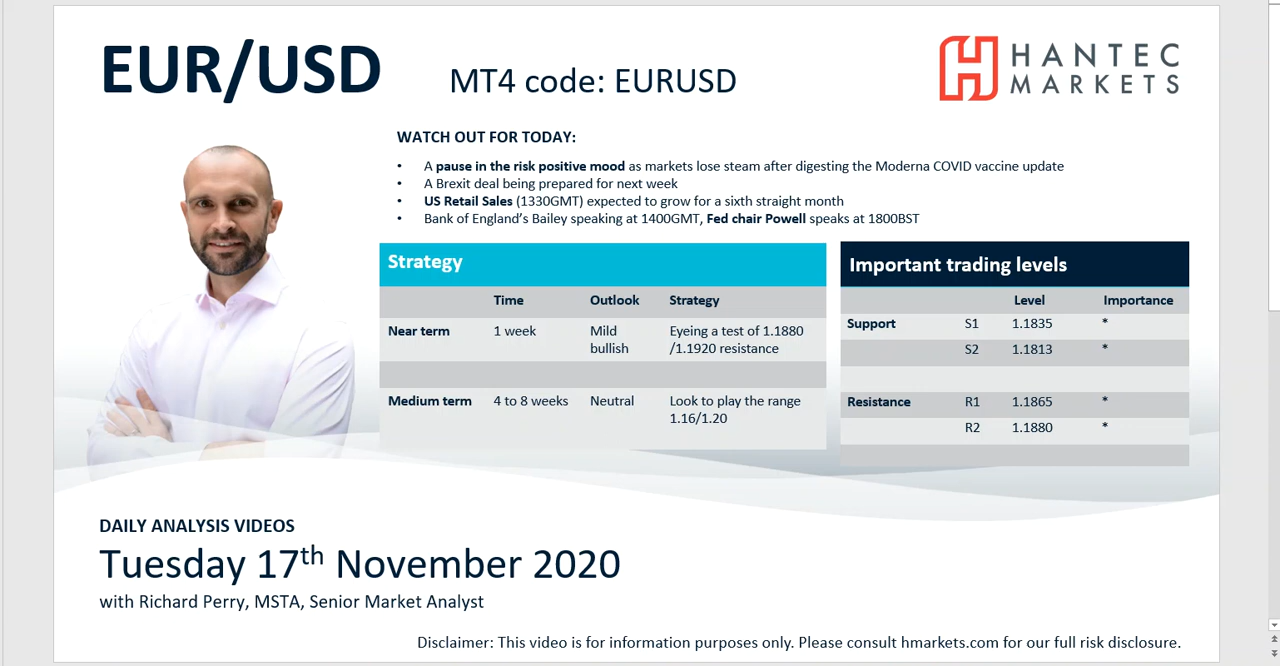 EUR/USD
MT4 code: EURUSD
HANTEC
MARKETS
WATCH OUT FOR TODAY:
• A pause in the risk positive mood as markets lose steam after digesting the Moderna COVID vaccine update
• A Brexit deal being prepared for next week
• US Retail Sales (1330GMT) expected to grow for a sixth straight month
• Bank of England's Bailey speaking at 1400GMT, Fed chair Powell speaks at 1800BST
Strategy
Time Outlook Strategy
Near term 1 week Mild bullish Eyeing a test of 1.1880 /1.1920 resistance
Medium term 4 to 8 weeks Neutral Look to play the range 1.16/1.20
Important trading levels
Level Importance
Support S1 1.1835 *
S2 1.1813 *
Resistance R1 1.1865 *
R2 1.1880 *
DAILY ANALYSIS VIDEOS
Tuesday 17th November 2020
with Richard Perry, MSTA, Senior Market Analyst
Disclaimer: This video is for information purposes only. Please consult hmarkets.com for our full risk disclosure.